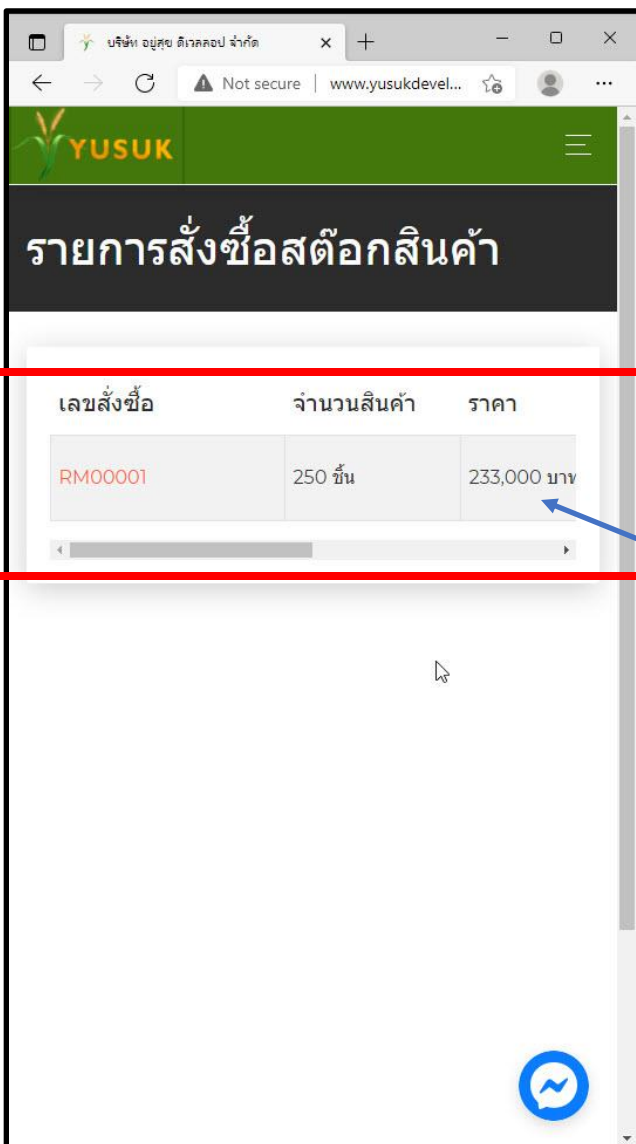 บริษัท อยู่สุข ดีเวลลอป จำกัด
Not secure | www.yusukdevel...
YUSUK
รายการสั่งซื้อสต๊อกสินค้า
เลขสั่งซื้อ จำนวนสินค้า ราคา
RM00001 250 ชิ้น 233,000 บาท